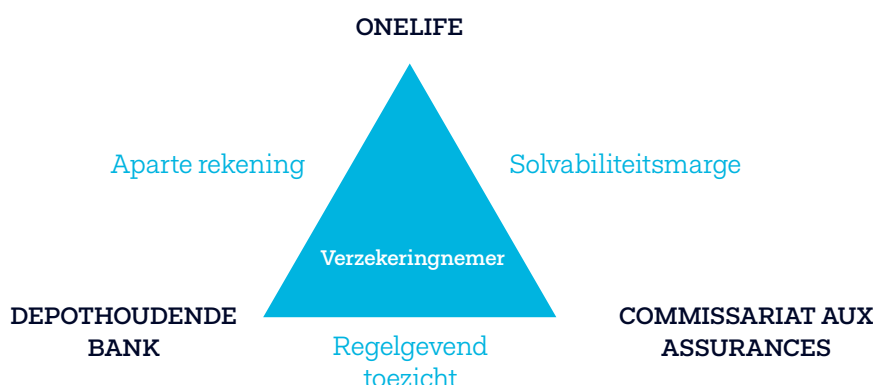 ONELIFE
Aparte rekening
Solvabiliteitsmarge
Verzekeringnemer
DEPOTHOUDENDE
BANK
Regelgevend
toezicht
COMMISSARIAT AUX
ASSURANCES